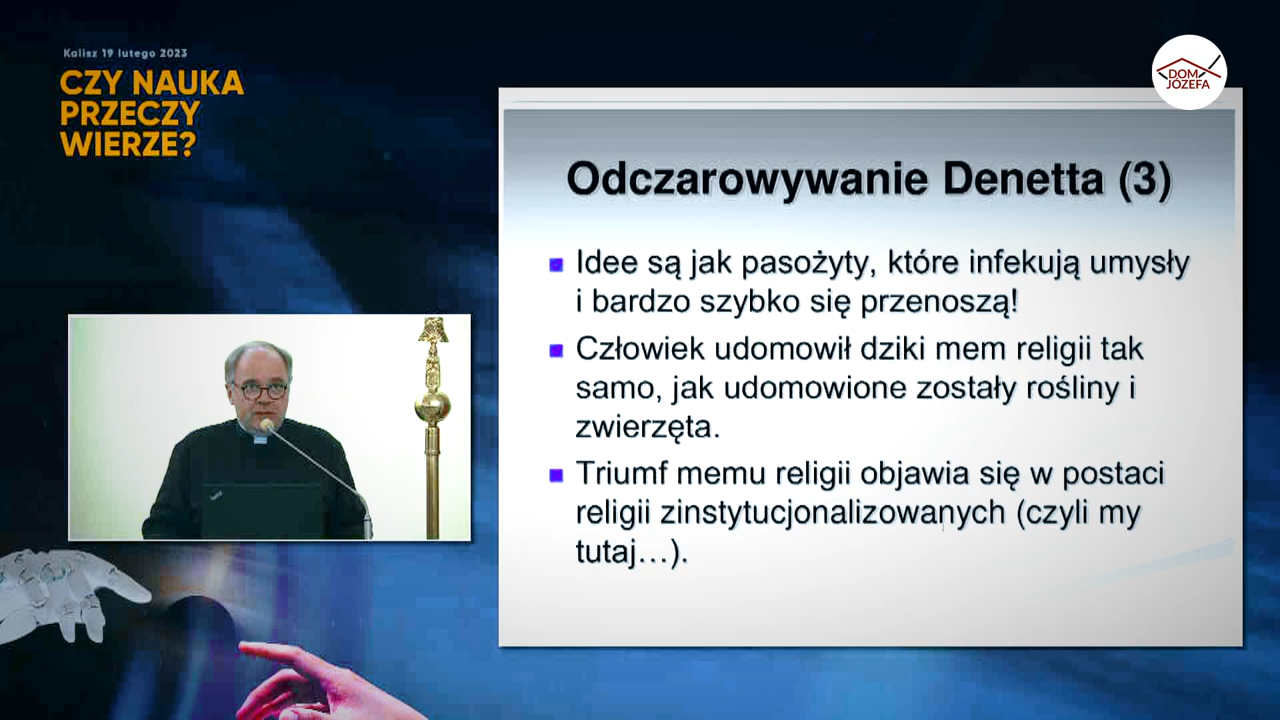 Kalisz 19 lutego 2023
CZY NAUKA
PRZECZY
WIERZE?
DOM
JÓZEFA
Odczarowywanie Denetta (3)
Idee są jak pasożyty, które infekują umysły
i bardzo szybko się przenoszą!
Człowiek udomowił dziki mem religii tak
samo, jak udomowione zostały rośliny i
zwierzęta.
Triumf memu religii objawia się w postaci
religii zinstytucjonalizowanych (czyli my
tutaj…).